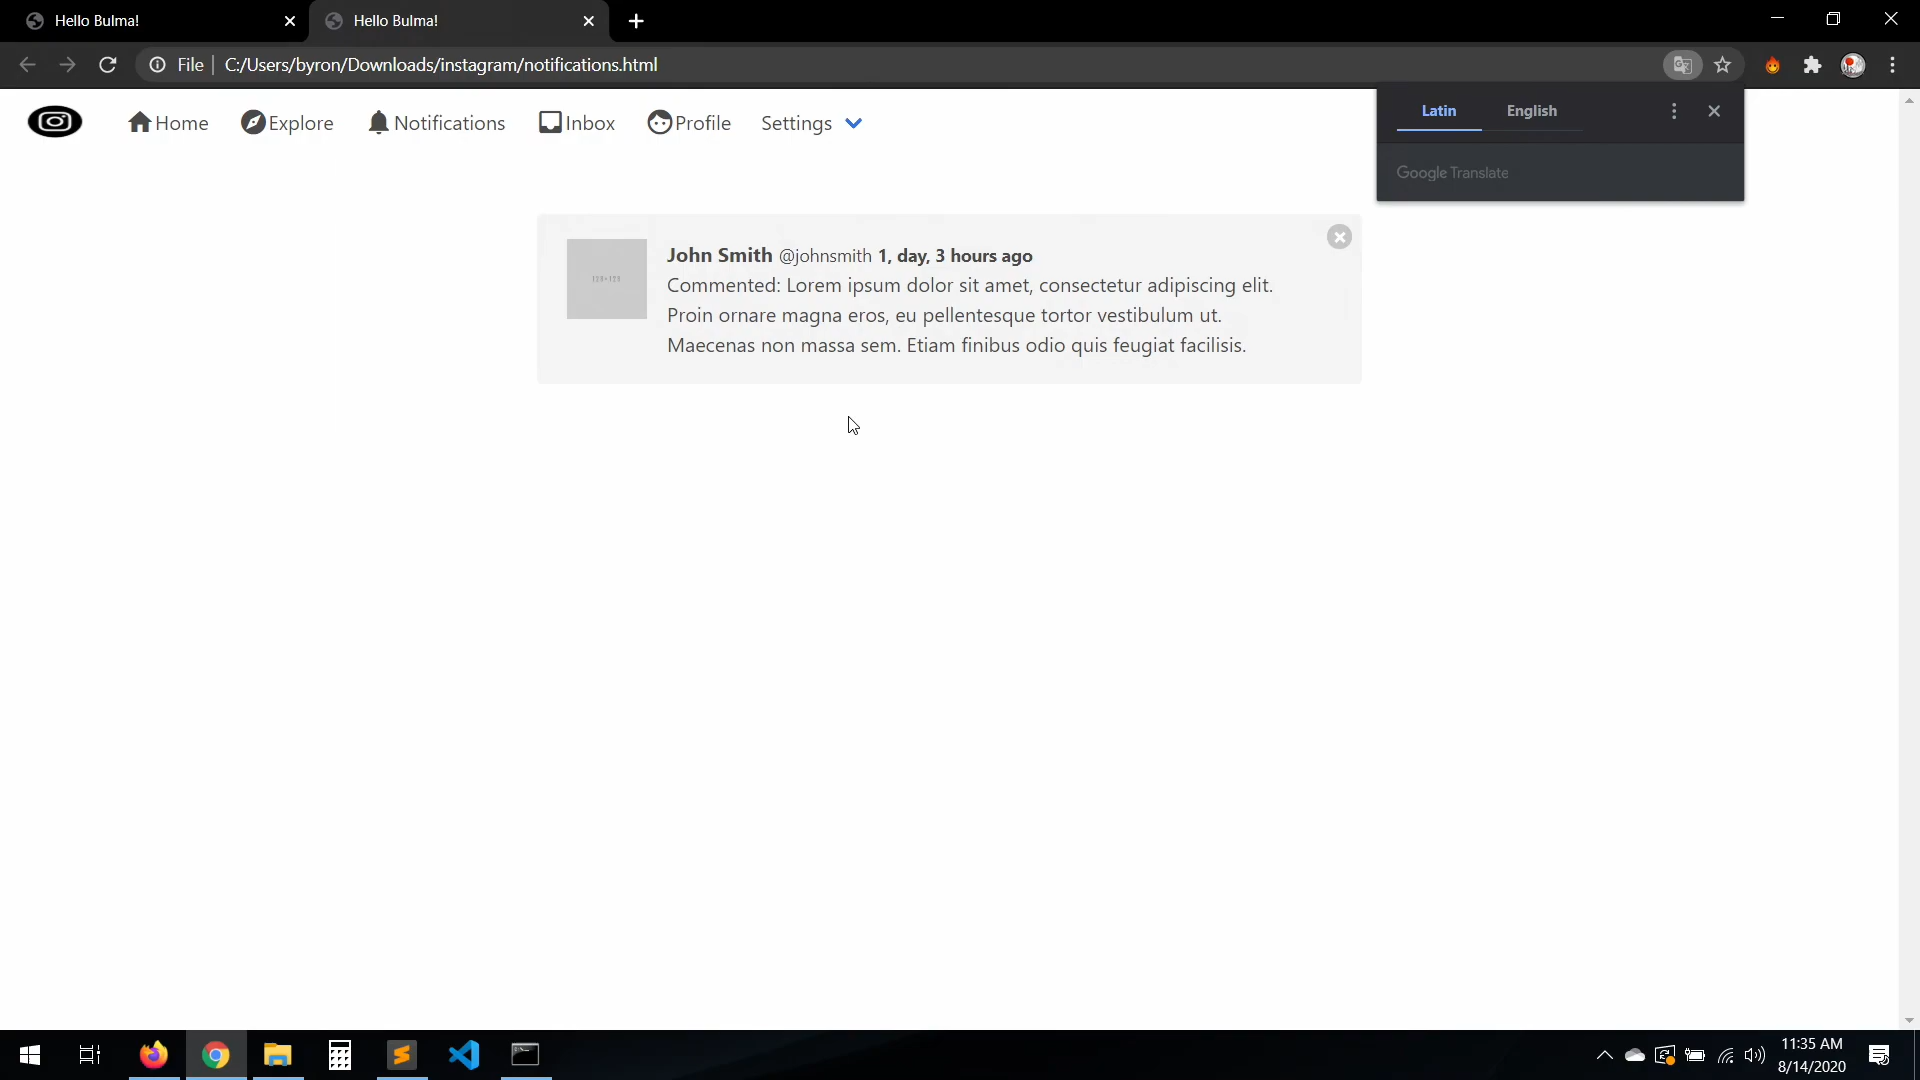 Hello Bulma!
Hello Bulma!
File
C:/Users/byron/Downloads/instagram/notifications.html
Home
Explore
Notifications
Inbox
Profile
Settings
Latin
English
Google Translate
John Smith @johnsmith 1, day, 3 hours ago
Commented: Lorem ipsum dolor sit amet, consectetur adipiscing elit.
Proin ornare magna eros, eu pellentesque tortor vestibulum ut.
Maecenas non massa sem. Etiam finibus odio quis feugiat facilisis.
11:35 AM
8/14/2020